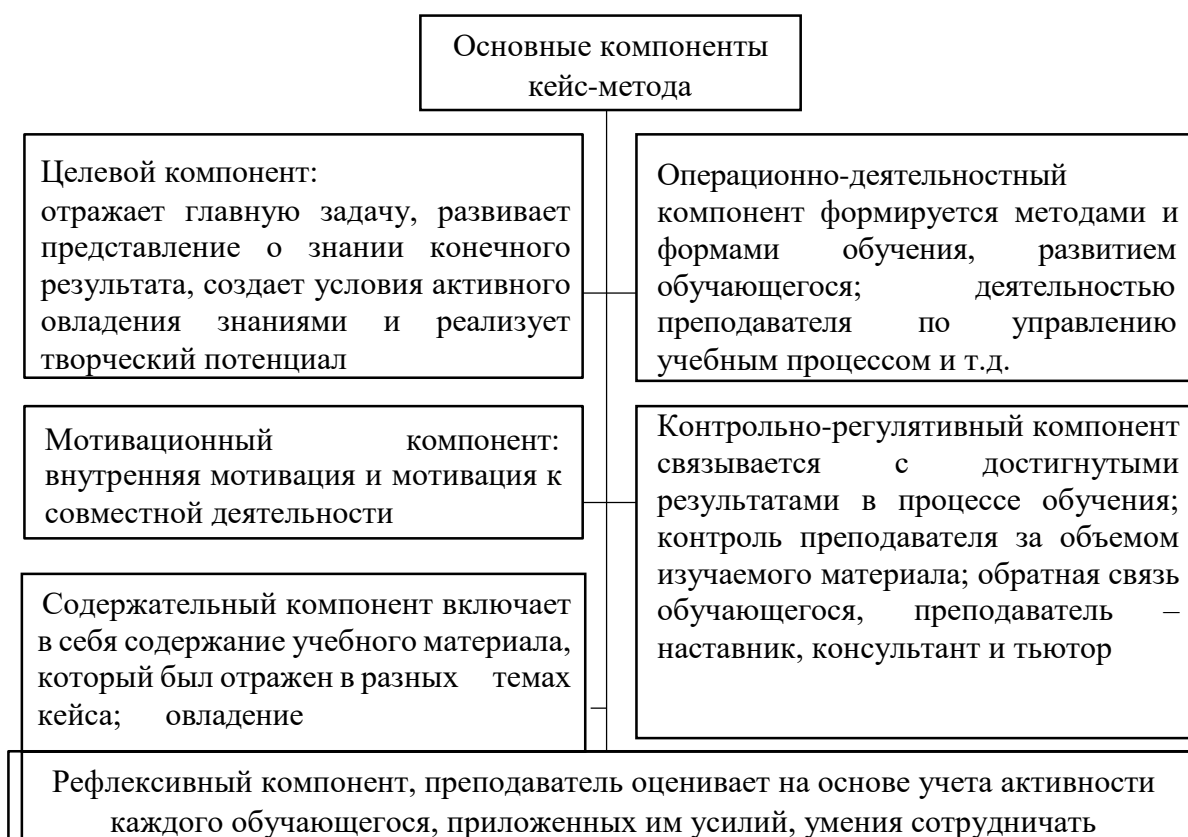 Основные компоненты
кейс-метода
Целевой компонент:
отражает главную задачу, развивает
представление о знании конечного
результата, создает условия активного
овладения знаниями и реализует
творческий потенциал
Операционно-деятельностный
компонент формируется методами и
формами обучения, развитием
обучающегося; деятельностью
преподавателя по управлению
учебным процессом и т.д.
Мотивационный компонент:
внутренняя мотивация и мотивация к
совместной деятельности
Контрольно-регулятивный компонент
связывается с достигнутыми
результатами в процессе обучения;
контроль преподавателя за объемом
изучаемого материала; обратная связь
обучающегося, преподаватель –
наставник, консультант и тьютор
Содержательный компонент включает
в себя содержание учебного материала,
который был отражен в разных темах
кейса; овладение
Рефлексивный компонент, преподаватель оценивает на основе учета активности
каждого обучающегося, приложенных им усилий, умения сотрудничать